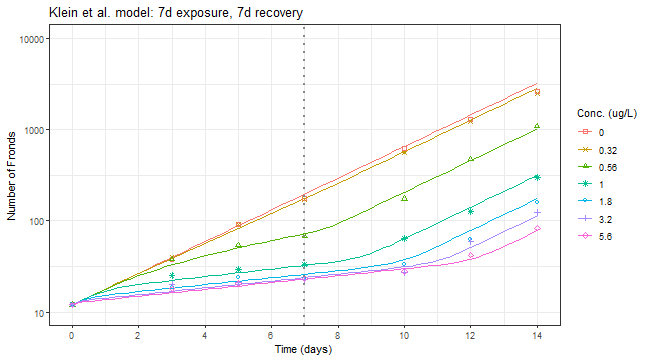 Klein et al. model: 7d exposure, 7d recovery
10000
1000
100
10
Number of Fronds
0 2 4 6 8 10 12 14
Time (days)
Conc. (ug/L)
0
0.32
0.56
1
1.8
3.2
5.6